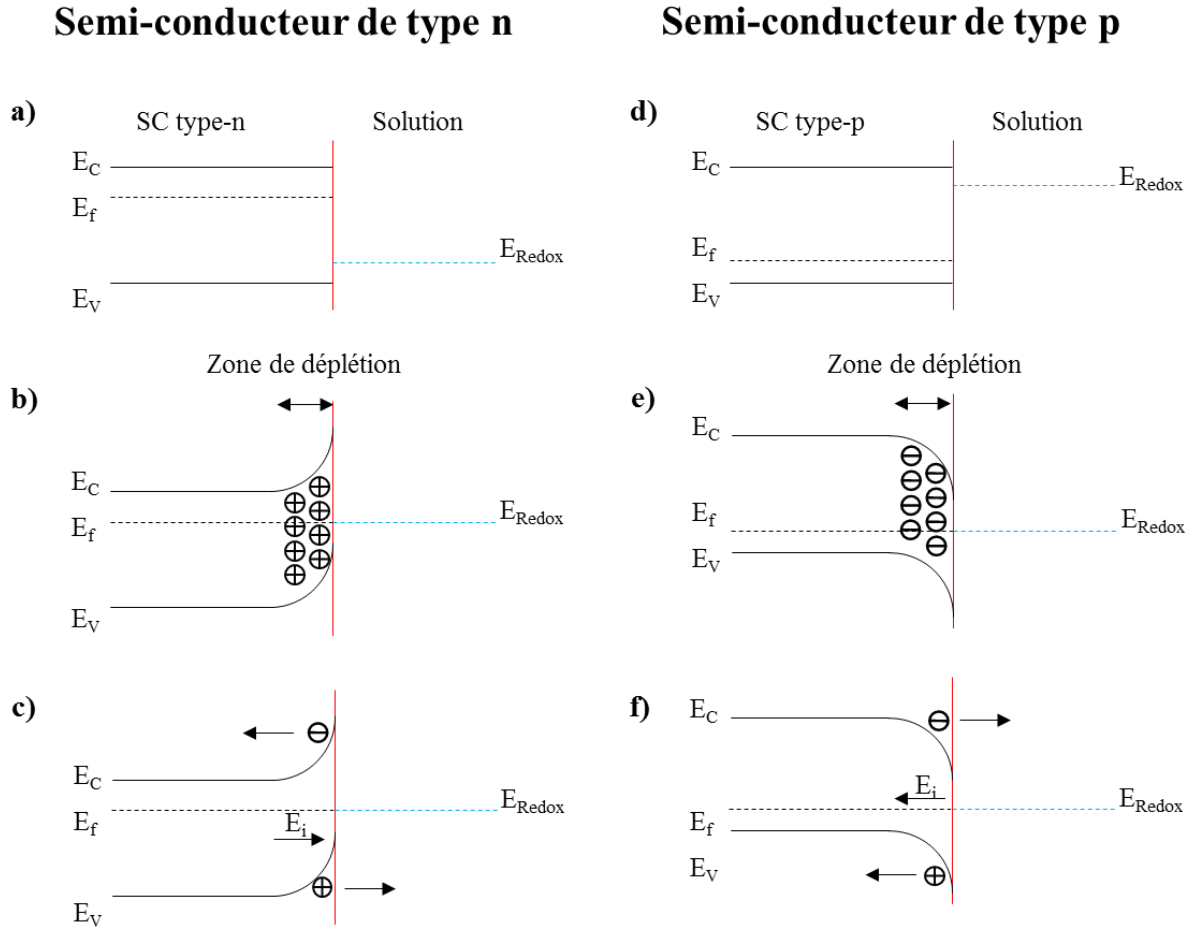 Semi-conducteur de type n
Semi-conducteur de type p
a)
SC type-n
Solution
E_C
E_f
E_Redox
E_V
d)
SC type-p
Solution
E_C
E_Redox
E_f
E_V
Zone de déplétion
b)
E_C
E_f
E_Redox
E_V
Zone de déplétion
e)
E_C
E_f
E_Redox
E_V
c)
E_C
E_Redox
E_f
E_i
E_V
f)
E_C
E_i
E_Redox
E_f
E_V